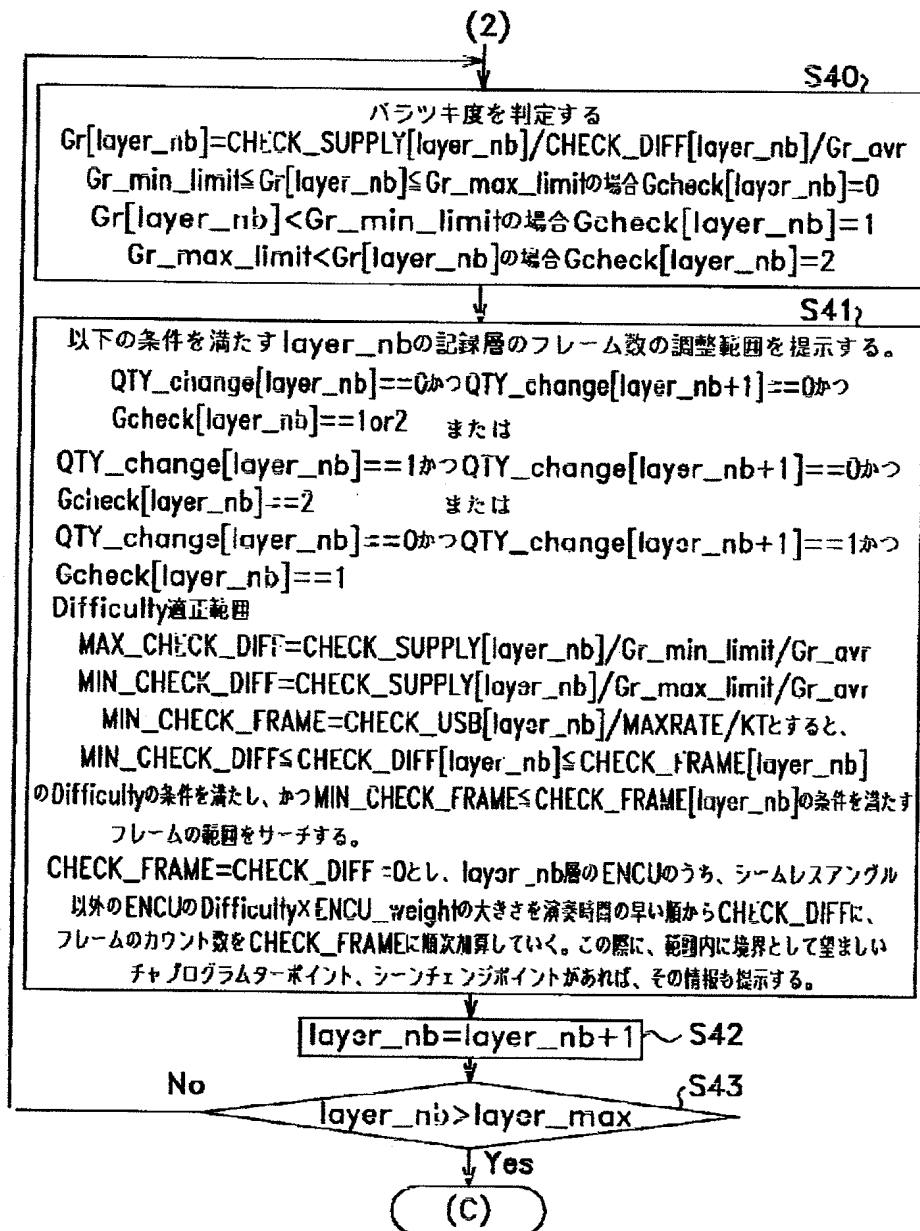 (2)
S40
バラツキ度を判定する
Gr[layer_nb]=CHECK_SUPPLY[layer_nb]/CHECK_DIFF[layer_nb]/Gr_avr
Gr_min_limit≦Gr[layer_nb]≦Gr_max_limitの場合Gcheck[layer_nb]=0
Gr[layer_nb]<Gr_min_limitの場合Gcheck[layer_nb]=1
Gr_max_limit<Gr[layer_nb]の場合Gcheck[layer_nb]=2
S41
以下の条件を満たすlayer_nbの記録層のフレーム数の調整範囲を提示する。
QTY_change[layer_nb]==0かつQTY_change[layer_nb+1]==0かつ
Gcheck[layer_nb]==1or2 または
QTY_change[layer_nb]==1かつQTY_change[layer_nb+1]==0かつ
Gcheck[layer_nb]==2 または
QTY_change[layer_nb]==0かつQTY_change[layer_nb+1]==1かつ
Gcheck[layer_nb]==1
Difficulty適正範囲
MAX_CHECK_DIFF=CHECK_SUPPLY[layer_nb]/Gr_min_limit/Gr_avr
MIN_CHECK_DIFF=CHECK_SUPPLY[layer_nb]/Gr_max_limit/Gr_avr
MIN_CHECK_FRAME=CHECK_USB[layer_nb]/MAXRATE/KTとすると、
MIN_CHECK_DIFF≦CHECK_DIFF[layer_nb]≦CHECK_FRAME[layer_nb]
のDifficultyの条件を満たし、かつMIN_CHECK_FRAME≦CHECK_FRAME[layer_nb]の条件を満たす
フレームの範囲をサーチする。
CHECK_FRAME=CHECK_DIFF=0とし、layer_nb層のENCUのうち、シームレスアングル
以外のENCUのDifficulty×ENCU_weightの大きさを演奏時間の早い順からCHECK_DIFFに、
フレームのカウント数をCHECK_FRAMEに順次加算していく。この際に、範囲内に境界として望ましい
チャプログラムターポイント、シーンチェンジポイントがあれば、その情報も提示する。
layer_nb=layer_nb+1 S42
No S43
layer_nb>layer_max
Yes
(C)